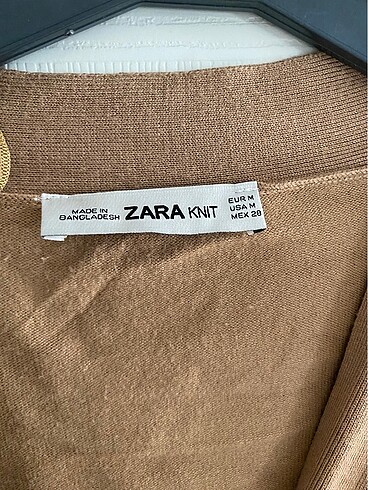 MADE IN
BANGLADESH
ZARA KNIT
EUR M
USA M
MEX 28